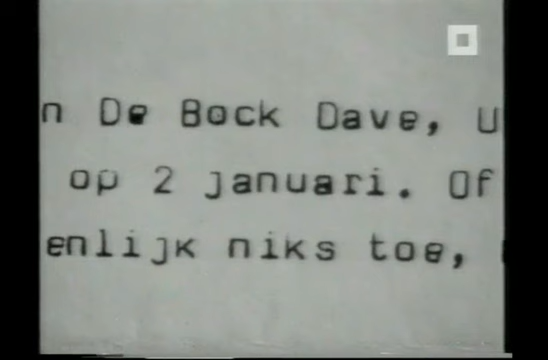 n De Bock Dave, U
op 2 januari. Of
enlijk niks toe,